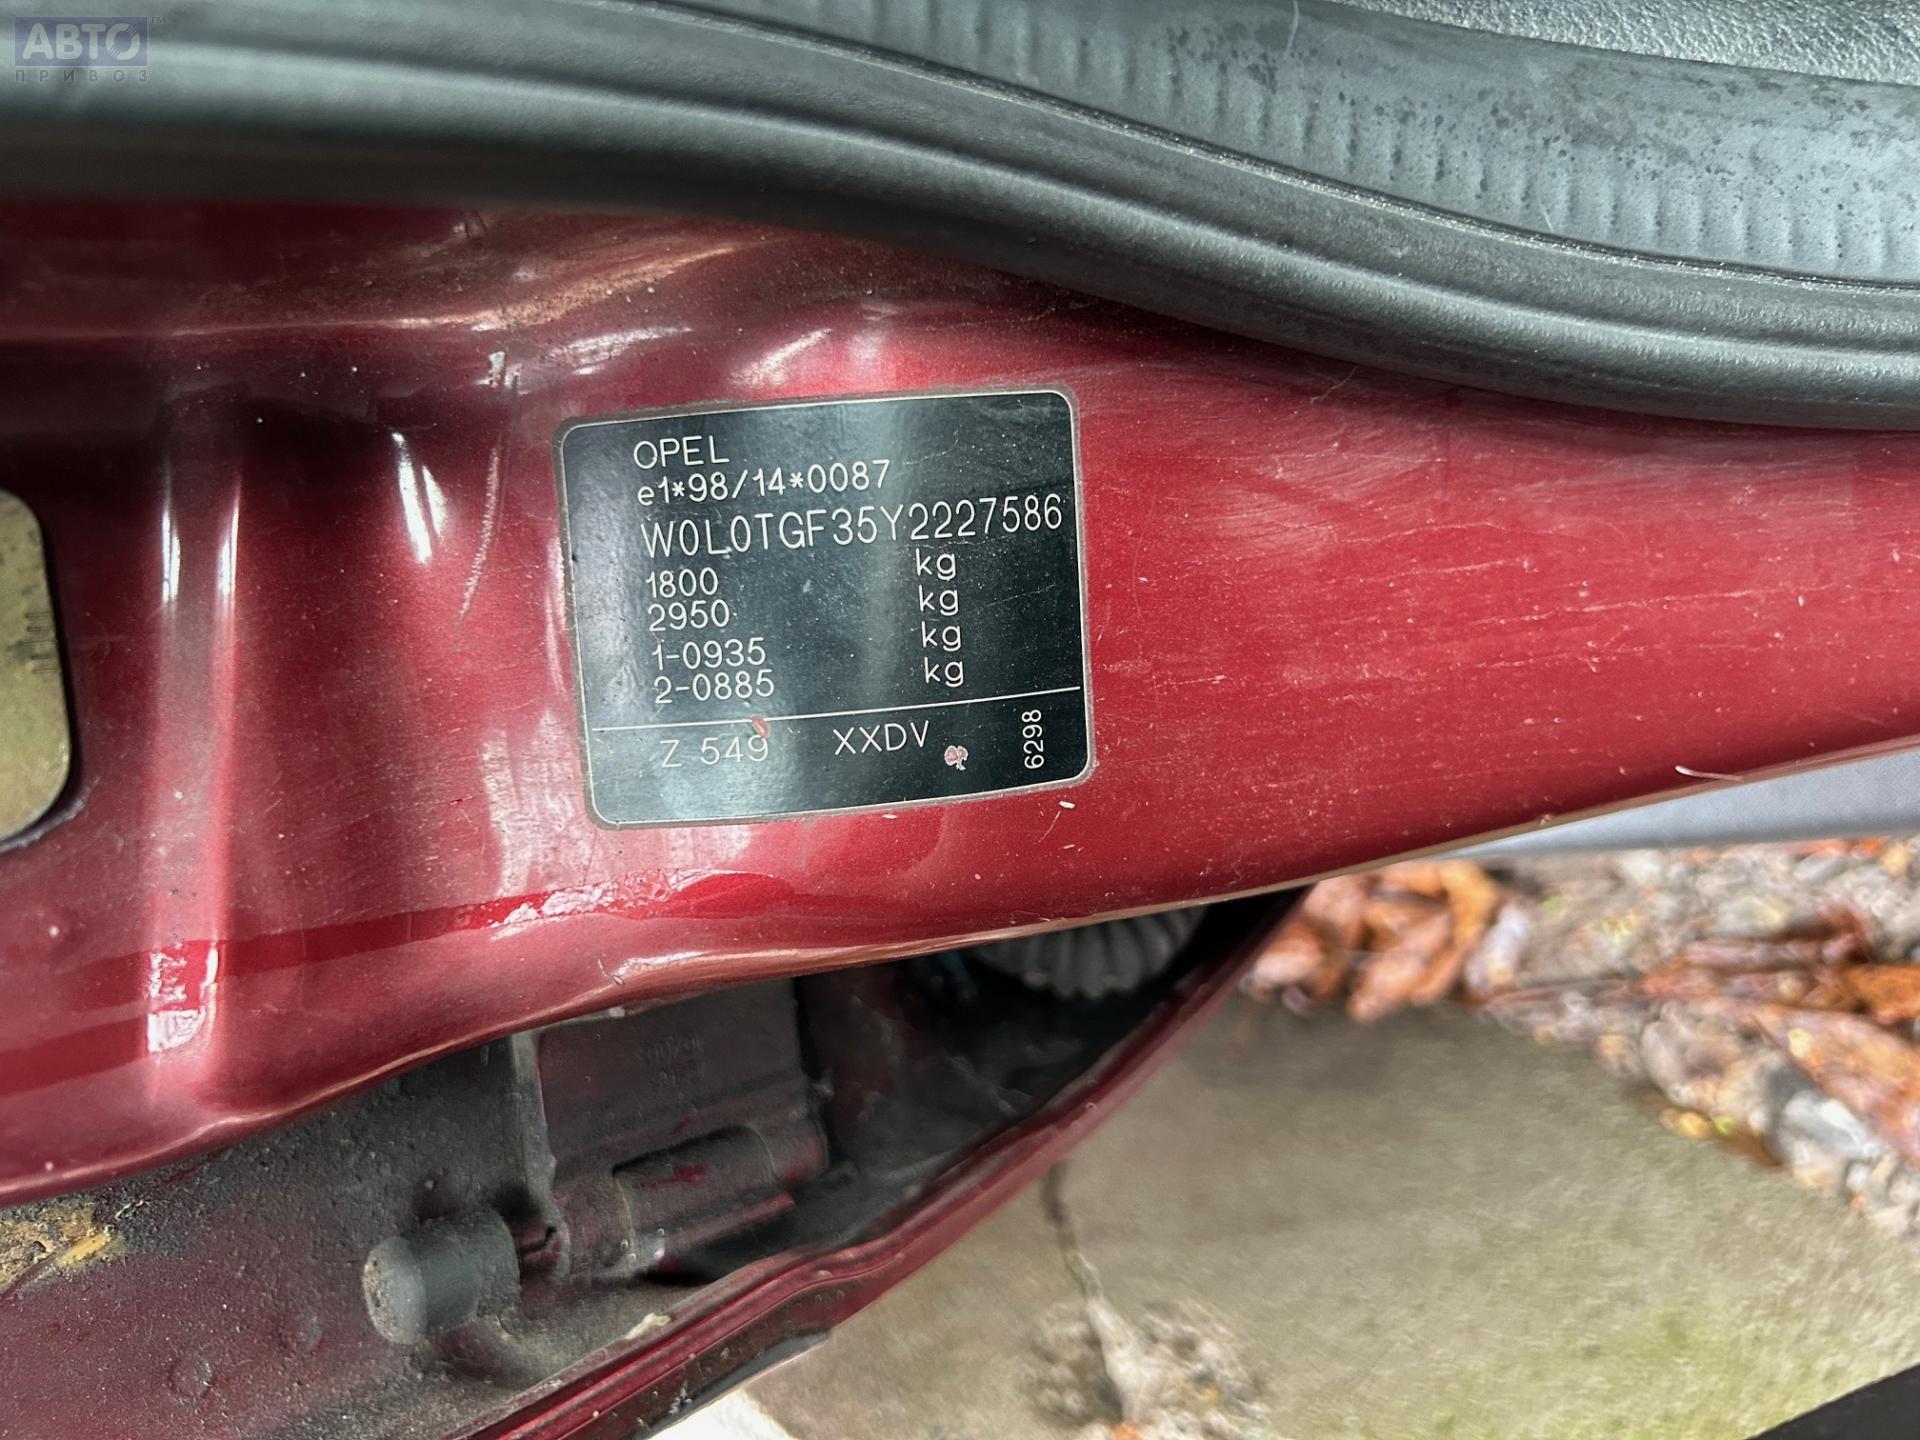 АВТО
ПРИВОЗ
OPEL
e1*98/14*0087
W0L0TGF35Y2227586
1800 kg
2950 kg
1-0935 kg
2-0885 kg
Z 549 XXDV 6298